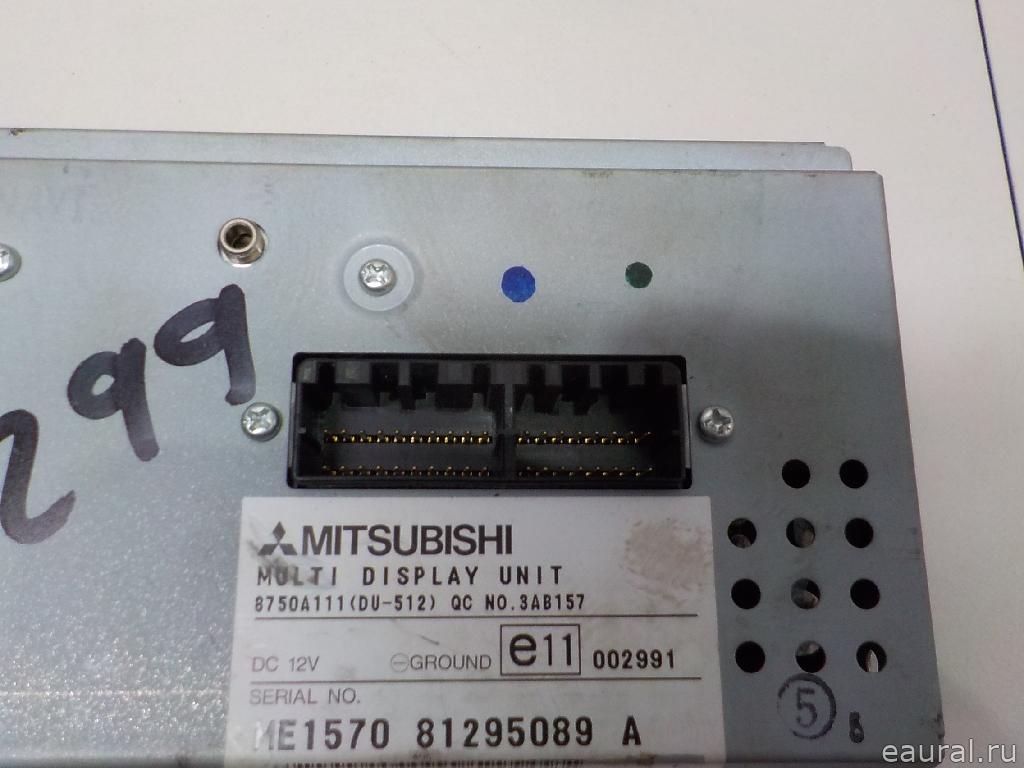 299
MITSUBISHI
MULTI DISPLAY UNIT
8750A111(DU-512) QC NO.3AB157
DC 12V ⊖GROUND e11 002991
SERIAL NO.
ME1570 81295089 A
5
8
eaural.ru